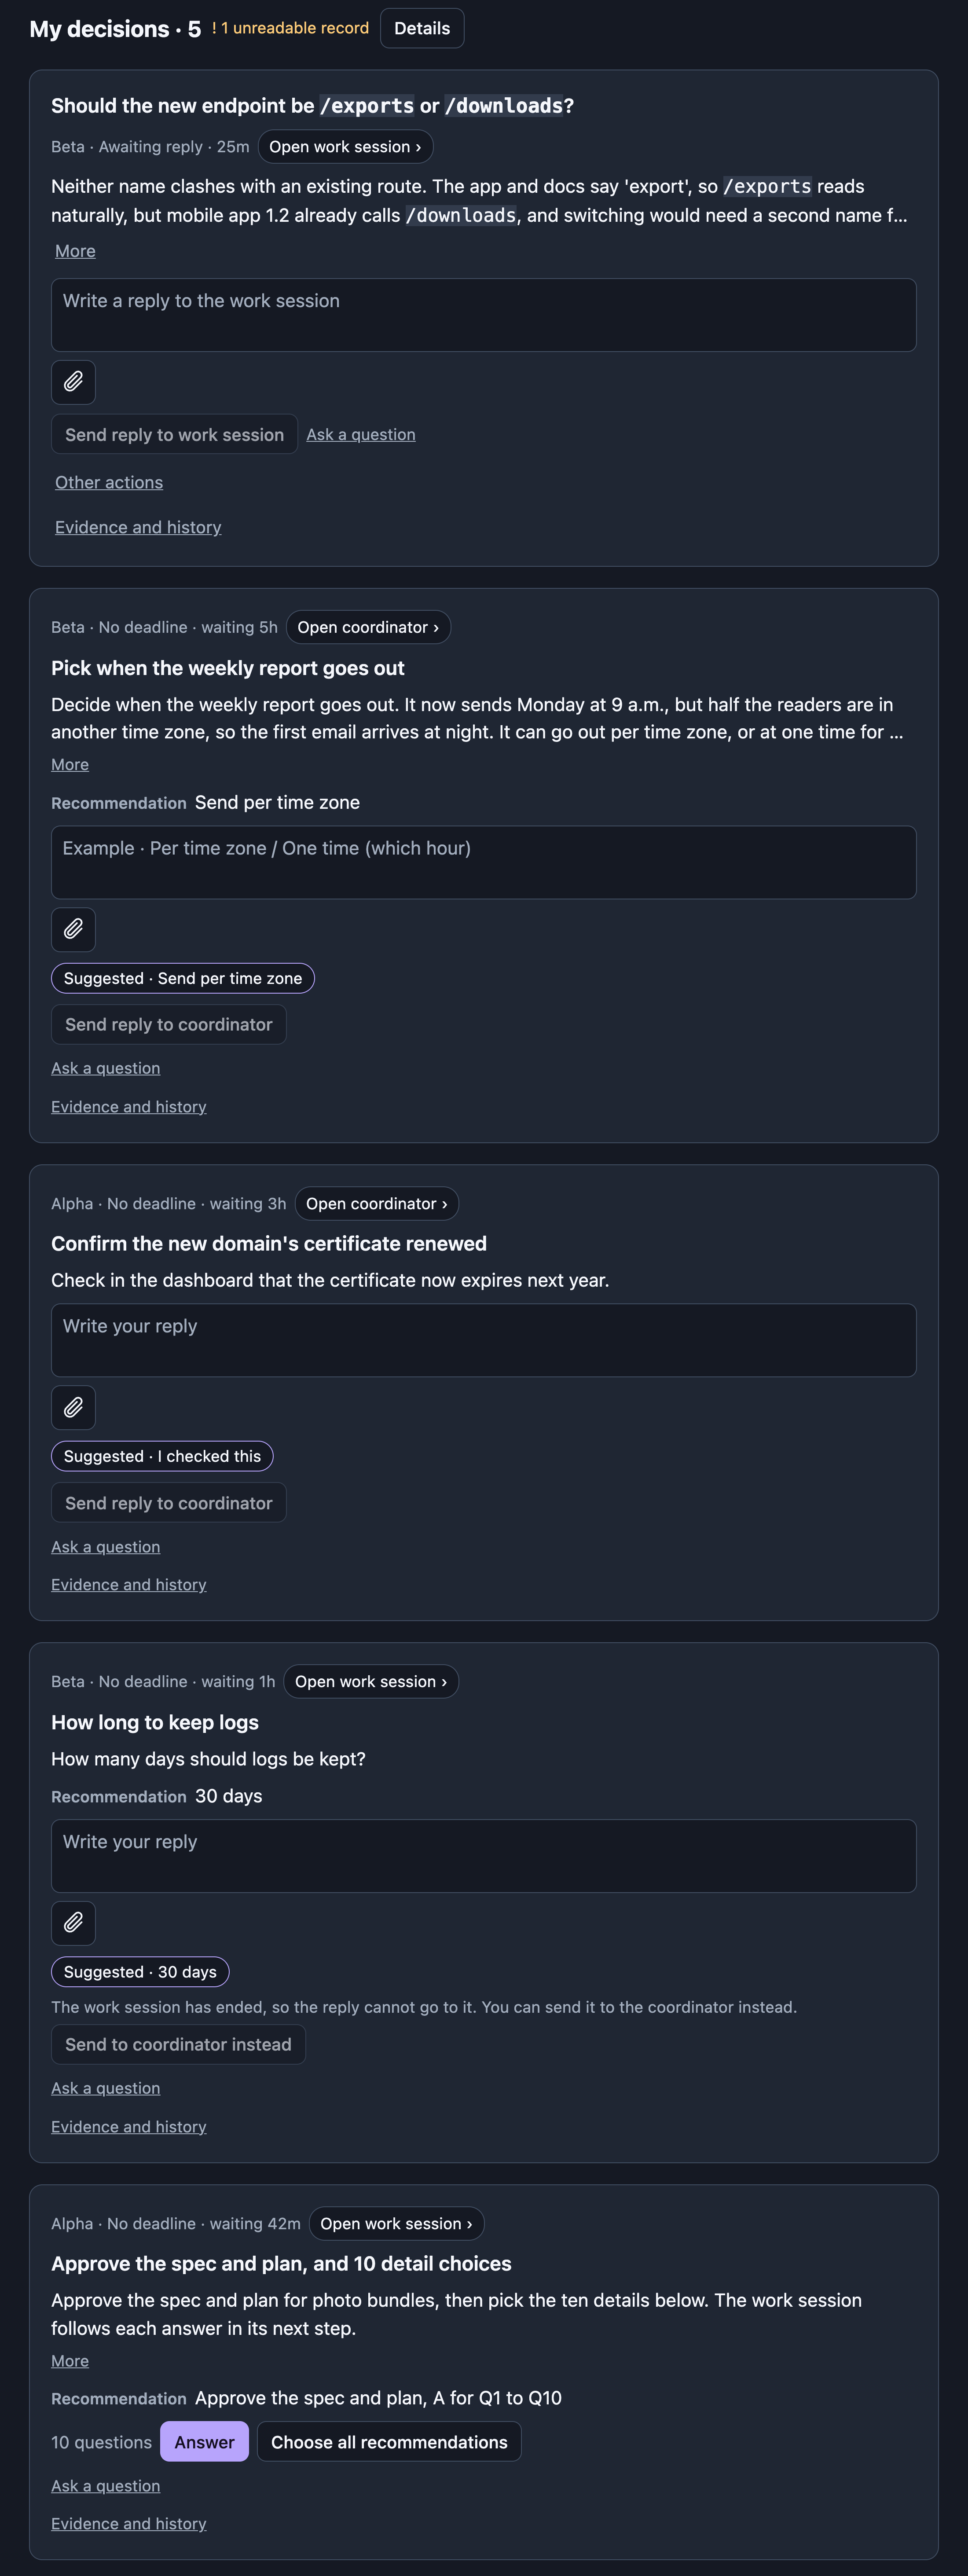 My decisions · 5 ! 1 unreadable record Details
Should the new endpoint be /exports or /downloads?
Beta · Awaiting reply · 25m Open work session ›
Neither name clashes with an existing route. The app and docs say 'export', so /exports reads
naturally, but mobile app 1.2 already calls /downloads, and switching would need a second name f...
More
Write a reply to the work session
Send reply to work session Ask a question
Other actions
Evidence and history
Beta · No deadline · waiting 5h Open coordinator ›
Pick when the weekly report goes out
Decide when the weekly report goes out. It now sends Monday at 9 a.m., but half the readers are in
another time zone, so the first email arrives at night. It can go out per time zone, or at one time for ...
More
Recommendation Send per time zone
Example · Per time zone / One time (which hour)
Suggested · Send per time zone
Send reply to coordinator
Ask a question
Evidence and history
Alpha · No deadline · waiting 3h Open coordinator ›
Confirm the new domain's certificate renewed
Check in the dashboard that the certificate now expires next year.
Write your reply
Suggested · I checked this
Send reply to coordinator
Ask a question
Evidence and history
Beta · No deadline · waiting 1h Open work session ›
How long to keep logs
How many days should logs be kept?
Recommendation 30 days
Write your reply
Suggested · 30 days
The work session has ended, so the reply cannot go to it. You can send it to the coordinator instead.
Send to coordinator instead
Ask a question
Evidence and history
Alpha · No deadline · waiting 42m Open work session ›
Approve the spec and plan, and 10 detail choices
Approve the spec and plan for photo bundles, then pick the ten details below. The work session
follows each answer in its next step.
More
Recommendation Approve the spec and plan, A for Q1 to Q10
10 questions Answer Choose all recommendations
Ask a question
Evidence and history